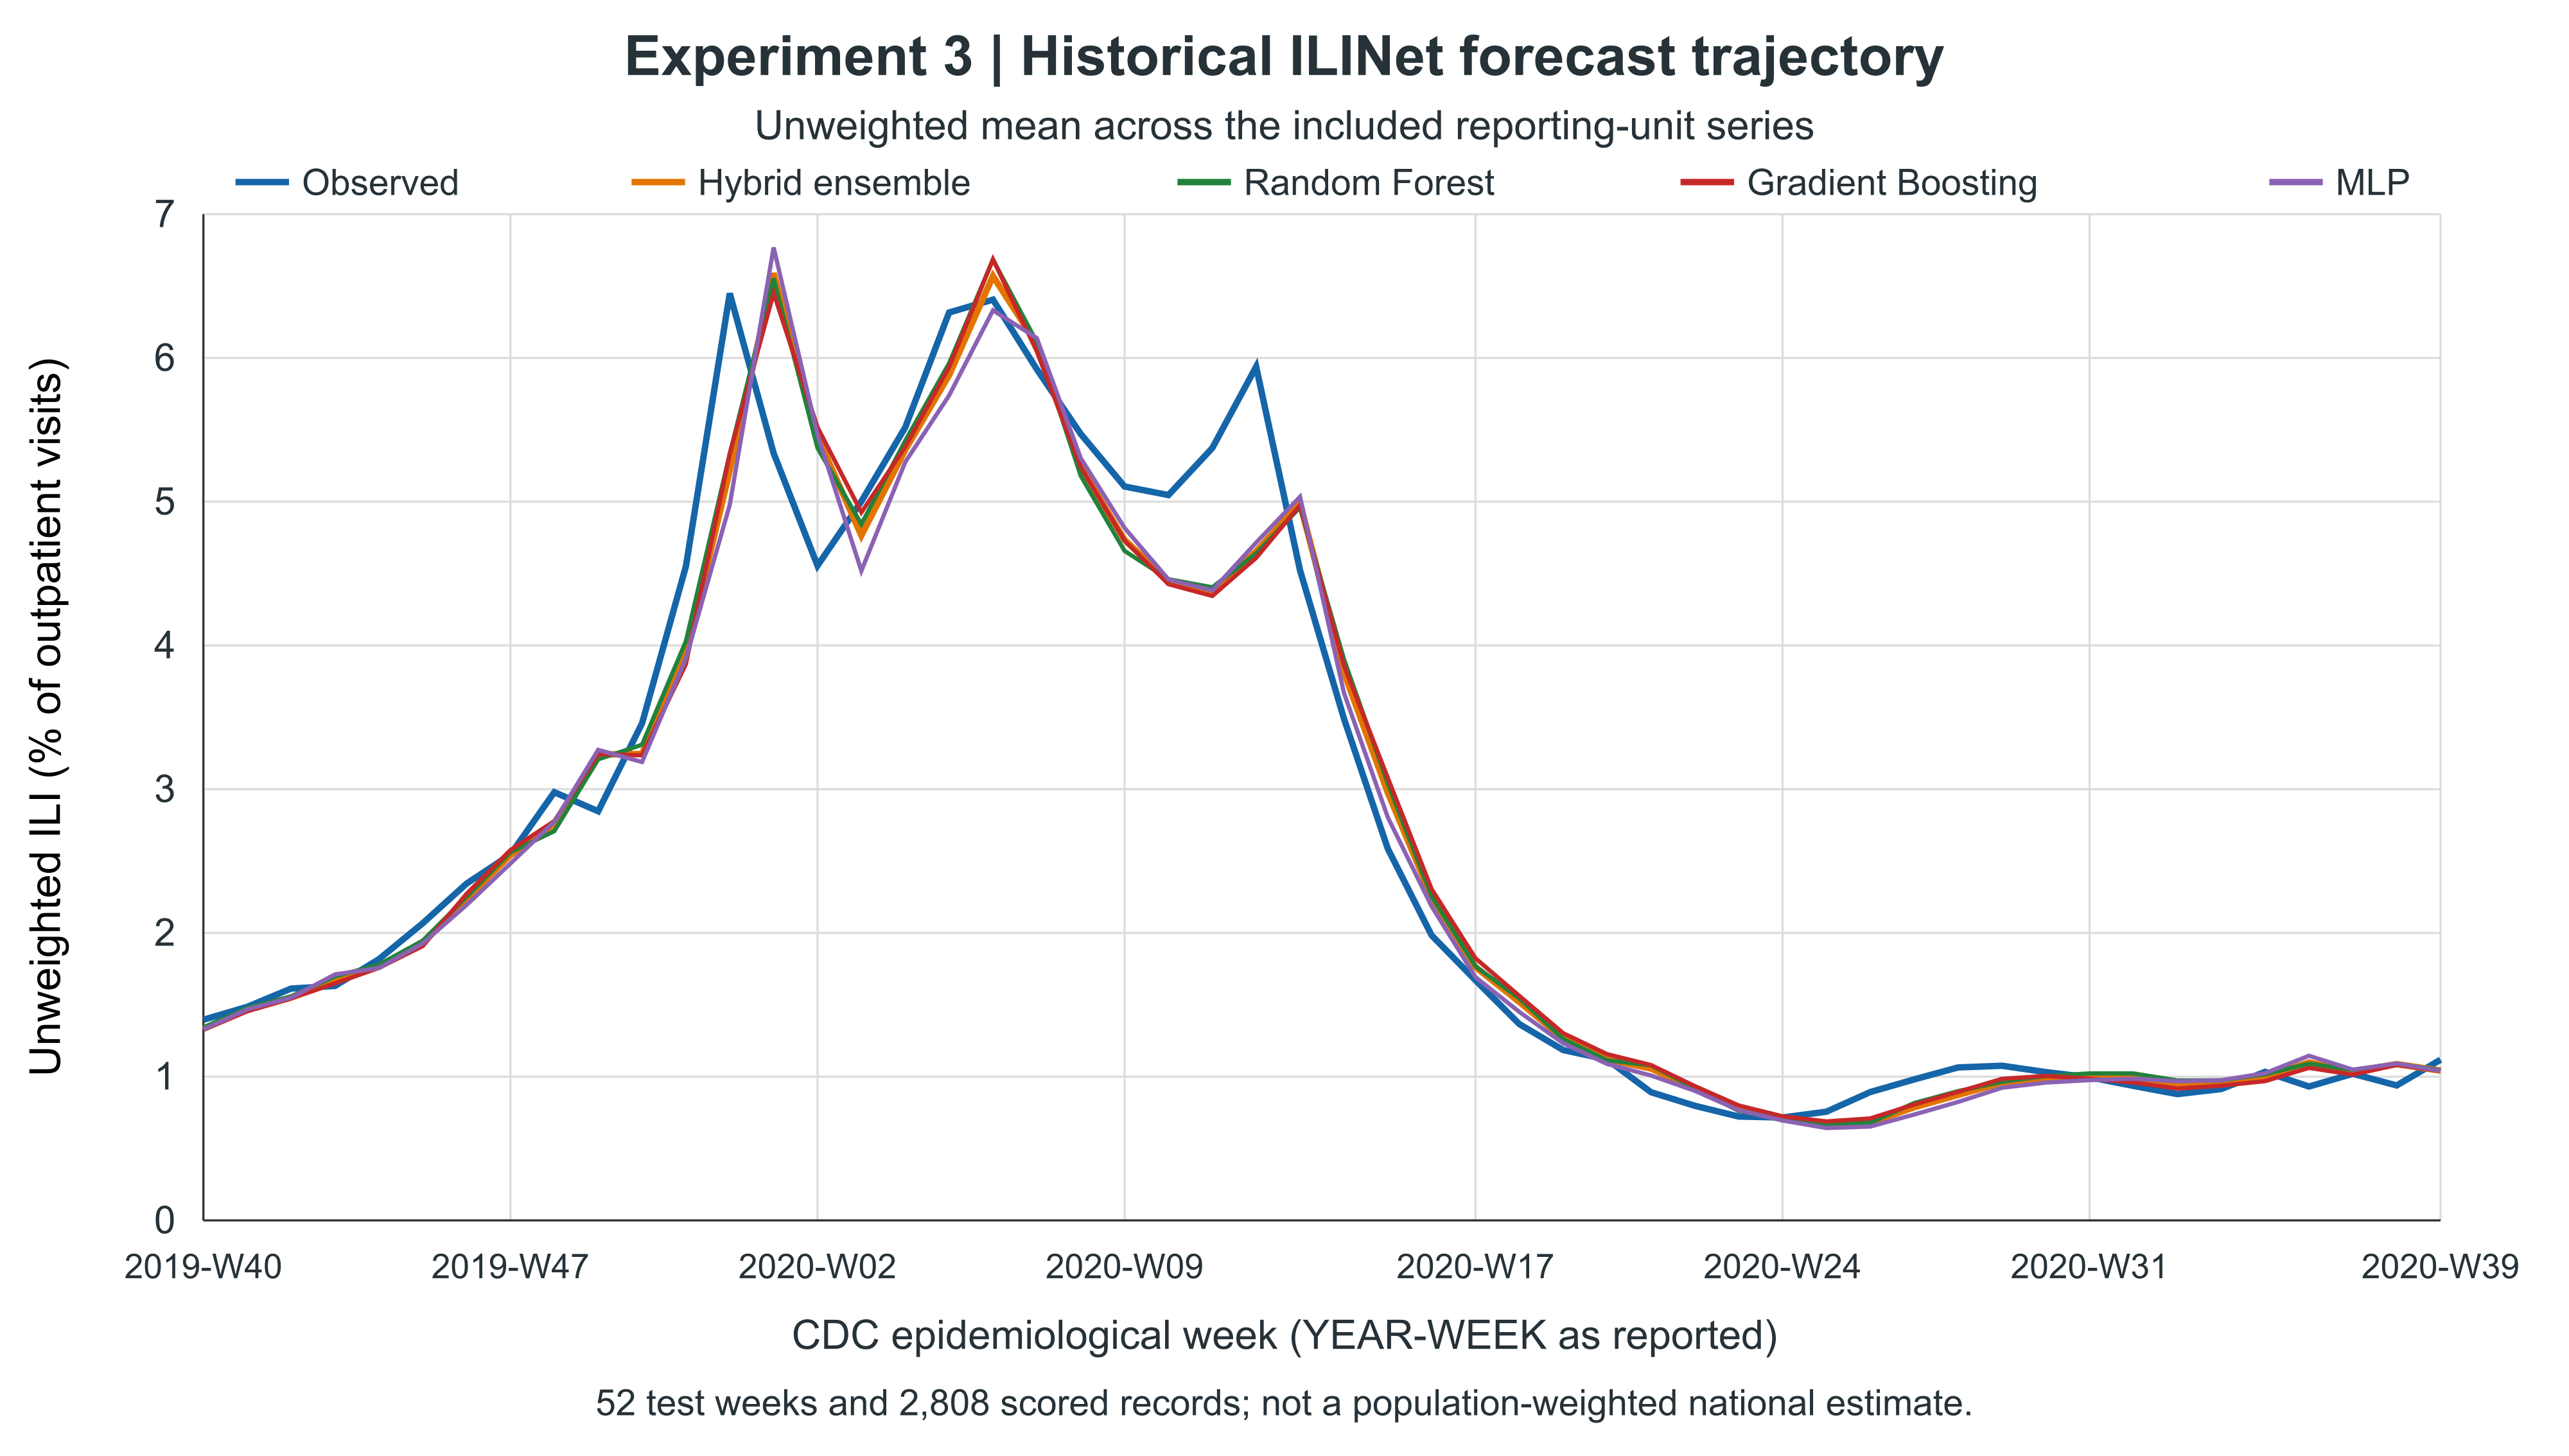 Experiment 3 | Historical ILINet forecast trajectory
Unweighted mean across the included reporting-unit series
Observed Hybrid ensemble Random Forest Gradient Boosting MLP
Unweighted ILI (% of outpatient visits)
7
6
5
4
3
2
1
0
2019-W40 2019-W47 2020-W02 2020-W09 2020-W17 2020-W24 2020-W31 2020-W39
CDC epidemiological week (YEAR-WEEK as reported)
52 test weeks and 2,808 scored records; not a population-weighted national estimate.